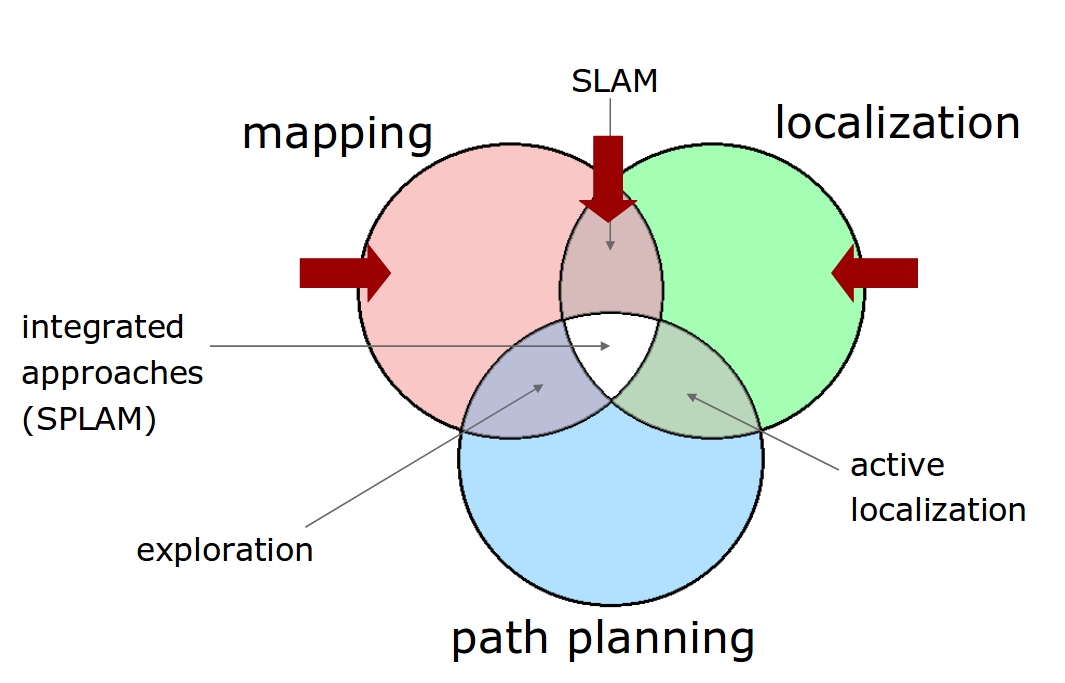 SLAM
mapping
localization
integrated
approaches
(SPLAM)
active
localization
exploration
path planning